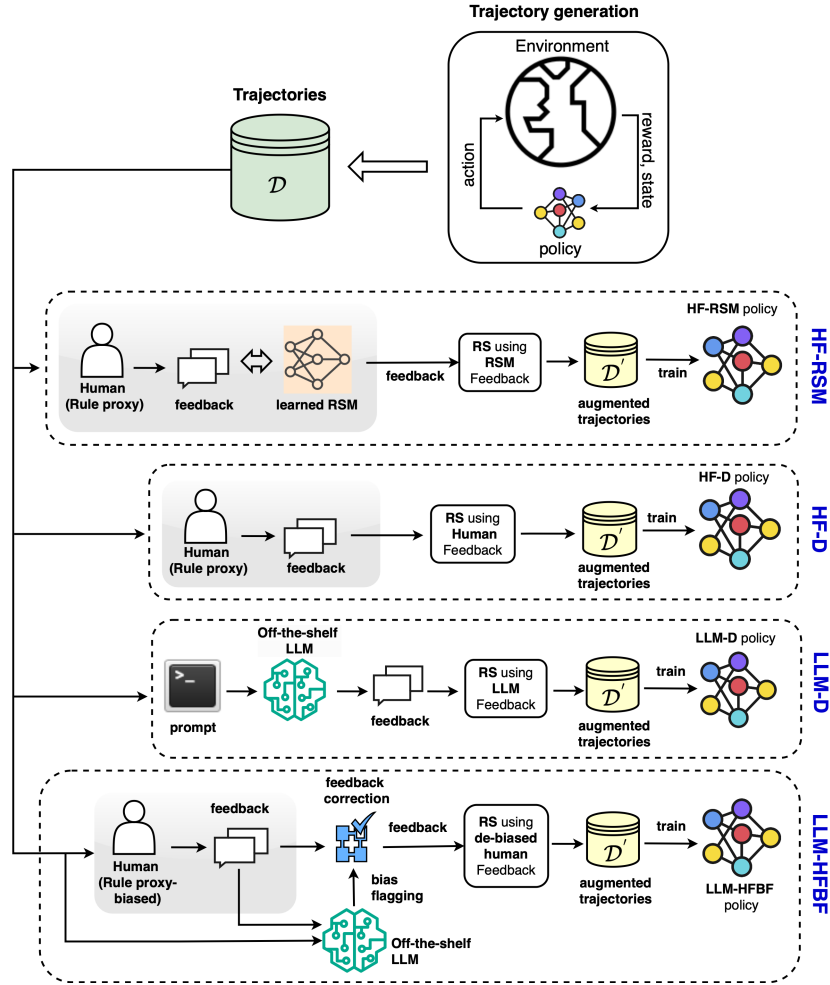 Trajectory generation
Environment
action
reward, state
policy
Trajectories
𝒟
HF-RSM
Human
(Rule proxy)
feedback
learned RSM
feedback
RS using
RSM
Feedback
𝒟′
augmented
trajectories
train
HF-RSM policy
HF-D
Human
(Rule proxy)
feedback
RS using
Human
Feedback
𝒟′
augmented
trajectories
train
HF-D policy
LLM-D
>_
prompt
Off-the-shelf
LLM
feedback
RS using
LLM
Feedback
𝒟′
augmented
trajectories
train
LLM-D policy
LLM-HFBF
Human
(Rule proxy-
biased)
feedback
feedback
correction
bias
flagging
Off-the-shelf
LLM
feedback
RS using
de-biased
human
Feedback
𝒟′
augmented
trajectories
train
LLM-HFBF
policy